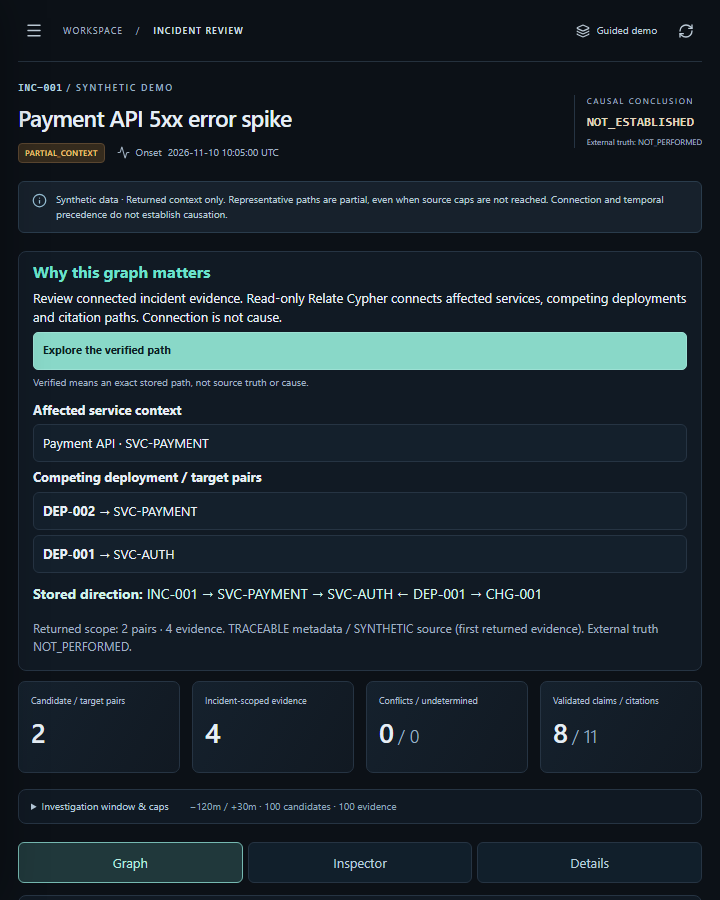 WORKSPACE / INCIDENT REVIEW
Guided demo
INC-001 / SYNTHETIC DEMO
Payment API 5xx error spike
PARTIAL_CONTEXT
Onset 2026-11-10 10:05:00 UTC
CAUSAL CONCLUSION
NOT_ESTABLISHED
External truth: NOT_PERFORMED
Synthetic data · Returned context only. Representative paths are partial, even when source caps are not reached. Connection and temporal
precedence do not establish causation.
Why this graph matters
Review connected incident evidence. Read-only Relate Cypher connects affected services, competing deployments
and citation paths. Connection is not cause.
Explore the verified path
Verified means an exact stored path, not source truth or cause.
Affected service context
Payment API · SVC-PAYMENT
Competing deployment / target pairs
DEP-002 → SVC-PAYMENT
DEP-001 → SVC-AUTH
Stored direction: INC-001 → SVC-PAYMENT → SVC-AUTH ← DEP-001 → CHG-001
Returned scope: 2 pairs · 4 evidence. TRACEABLE metadata / SYNTHETIC source (first returned evidence). External truth
NOT_PERFORMED.
Candidate / target pairs
2
Incident-scoped evidence
4
Conflicts / undetermined
0 / 0
Validated claims / citations
8 / 11
Investigation window & caps
−120m / +30m · 100 candidates · 100 evidence
Graph
Inspector
Details